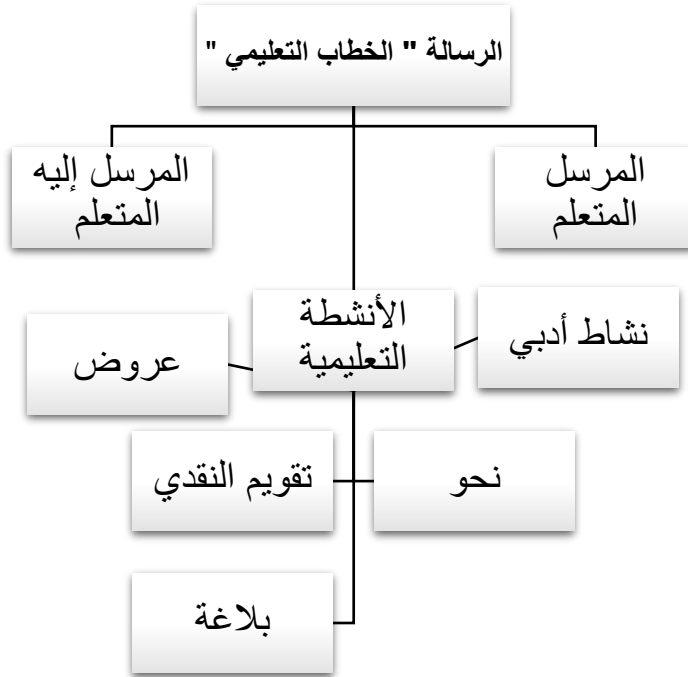 الرسالة " الخطاب التعليمي "
المرسل
المتعلم
المرسل إليه
المتعلم
الأنشطة
التعليمية
نشاط أدبي
عروض
نحو
تقويم النقدي
بلاغة